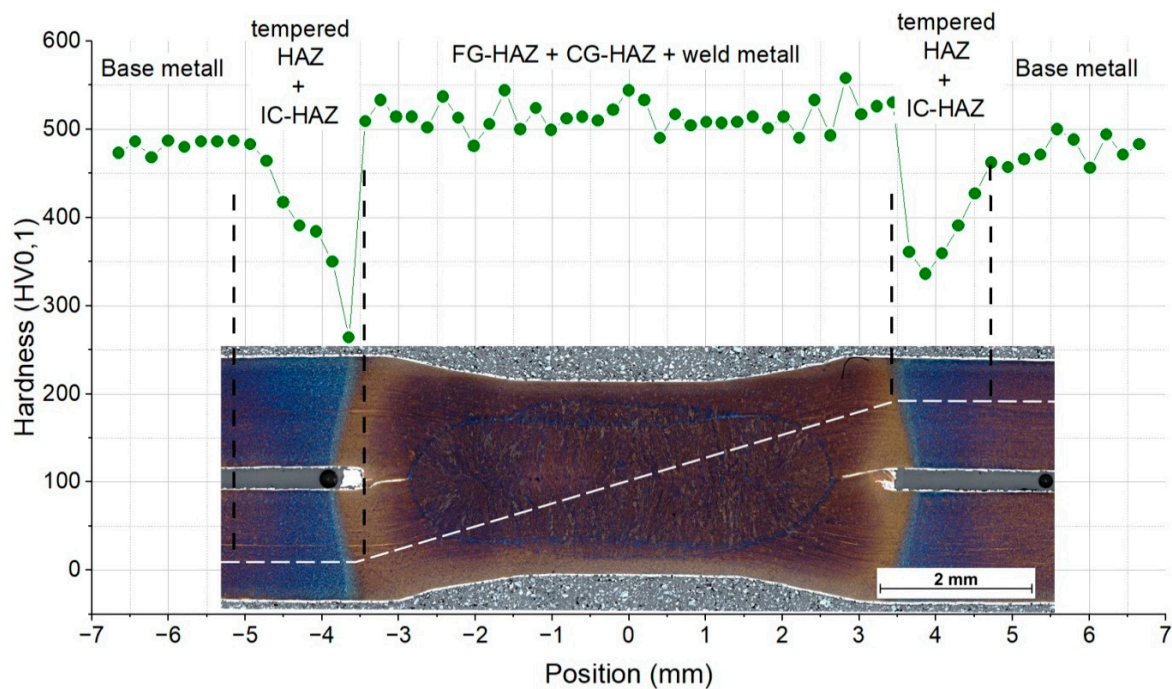 tempered
HAZ
+
IC-HAZ
tempered
HAZ
+
IC-HAZ
Base metall
FG-HAZ + CG-HAZ + weld metall
Base metall
Hardness (HV0,1)
600
500
400
300
200
100
0
2 mm
−7
−6
−5
−4
−3
−2
−1
0
1
2
3
4
5
6
7
Position (mm)